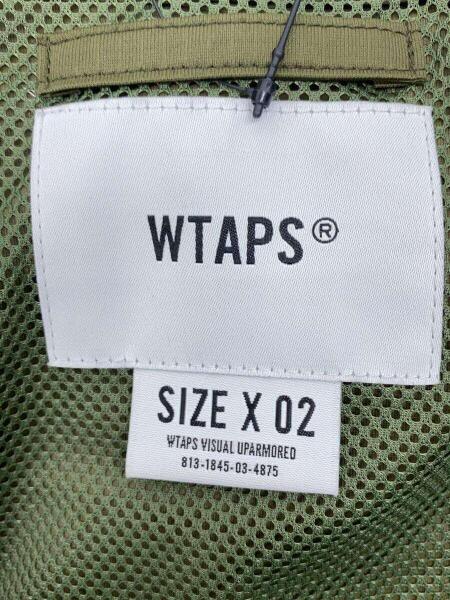 WTAPS®
SIZE X 02
WTAPS VISUAL UPARMORED
813-1845-03-4875